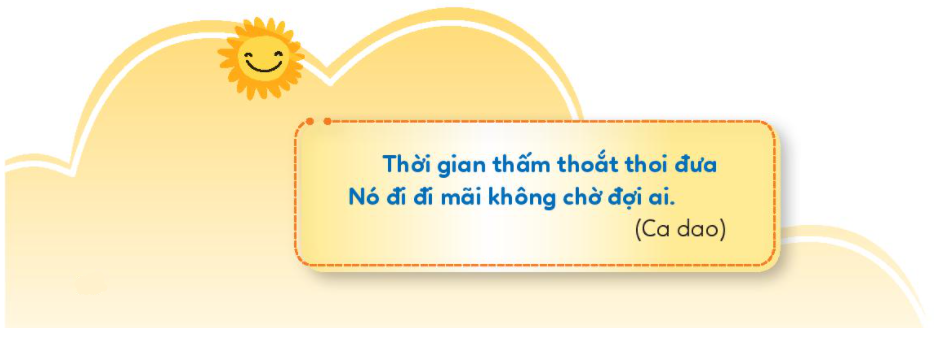 Thời gian thấm thoắt thoi đưa
Nó đi đi mãi không chờ đợi ai.
(Ca dao)